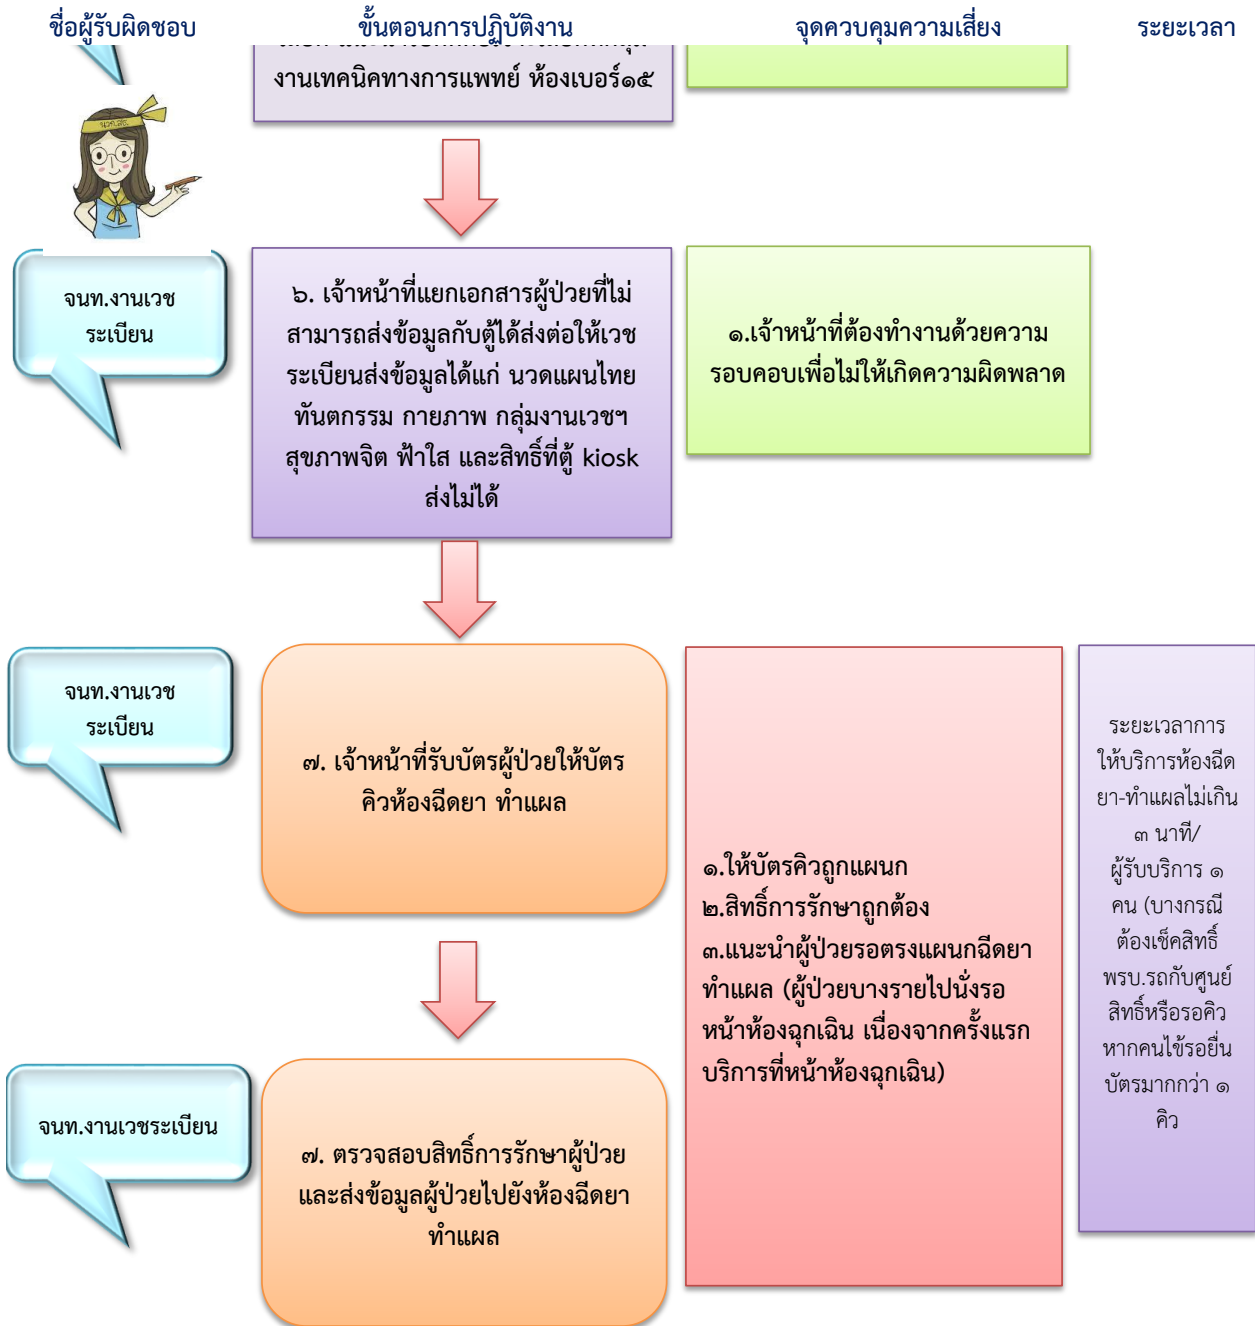 ชื่อผู้รับผิดชอบ
ขั้นตอนการปฏิบัติงาน
จุดควบคุมความเสี่ยง
ระยะเวลา
งานเทคนิคทางการแพทย์ ห้องเบอร์๑๕
จนท.งานเวช
ระเบียน
๖. เจ้าหน้าที่แยกเอกสารผู้ป่วยที่ไม่
สามารถส่งข้อมูลกับตู้ได้ส่งต่อให้เวช
ระเบียนส่งข้อมูลได้แก่ นวดแผนไทย
ทันตกรรม กายภาพ กลุ่มงานเวชฯ
สุขภาพจิต ฟ้าใส และสิทธิ์ที่ตู้ kiosk
ส่งไม่ได้
๑.เจ้าหน้าที่ต้องทำงานด้วยความ
รอบคอบเพื่อไม่ให้เกิดความผิดพลาด
จนท.งานเวช
ระเบียน
๗. เจ้าหน้าที่รับบัตรผู้ป่วยให้บัตร
คิวห้องฉีดยา ทำแผล
๑.ให้บัตรคิวถูกแผนก
๒.สิทธิ์การรักษาถูกต้อง
๓.แนะนำผู้ป่วยรอตรงแผนกฉีดยา
ทำแผล (ผู้ป่วยบางรายไปนั่งรอ
หน้าห้องฉุกเฉิน เนื่องจากครั้งแรก
บริการที่หน้าห้องฉุกเฉิน)
ระยะเวลาการ
ให้บริการห้องฉีด
ยา-ทำแผลไม่เกิน
๓ นาที/
ผู้รับบริการ ๑
คน (บางกรณี
ต้องเช็คสิทธิ์
พรบ.รถกับศูนย์
สิทธิ์หรือรอคิว
หากคนไข้รอยื่น
บัตรมากกว่า ๑
คิว
จนท.งานเวชระเบียน
๗. ตรวจสอบสิทธิ์การรักษาผู้ป่วย
และส่งข้อมูลผู้ป่วยไปยังห้องฉีดยา
ทำแผล